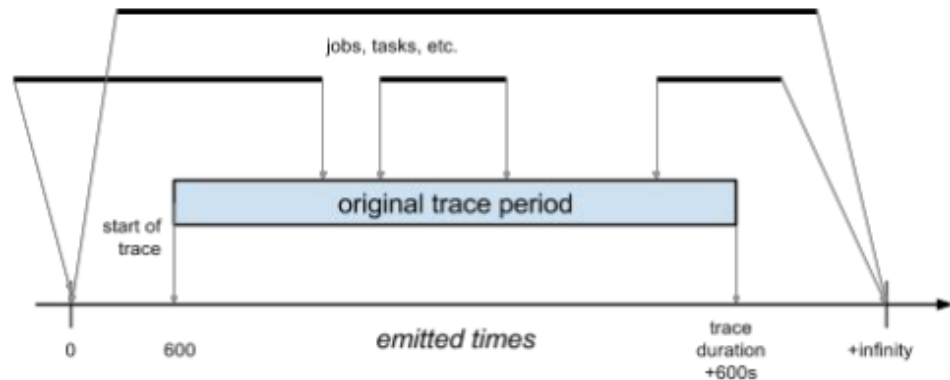 jobs, tasks, etc.
original trace period
start of
trace
0
600
emitted times
trace
duration
+600s
+infinity